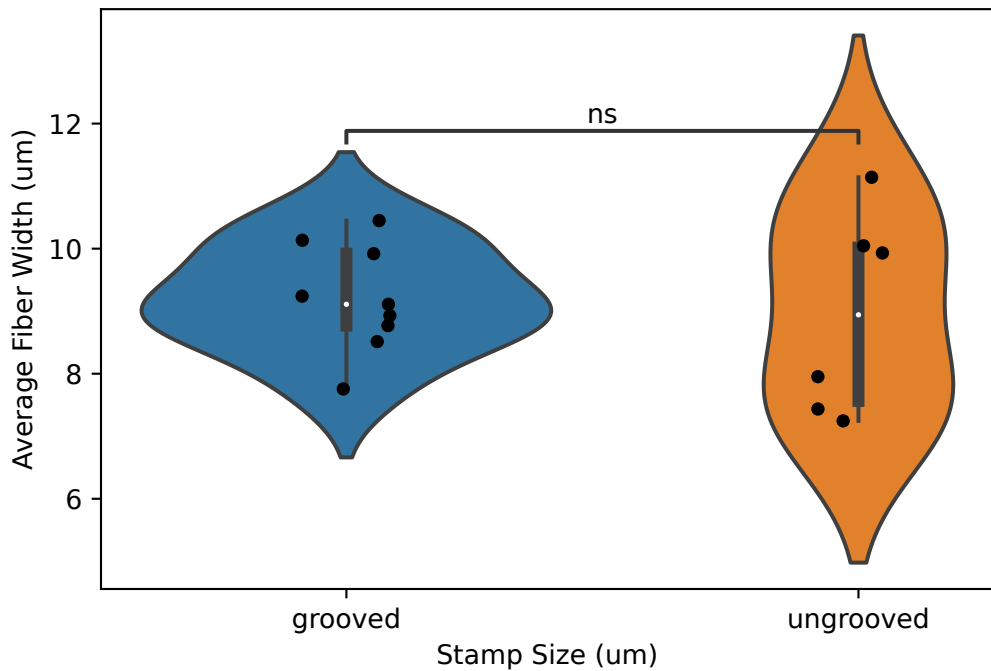 Average Fiber Width (um)
12
10
8
6
ns
grooved
ungrooved
Stamp Size (um)